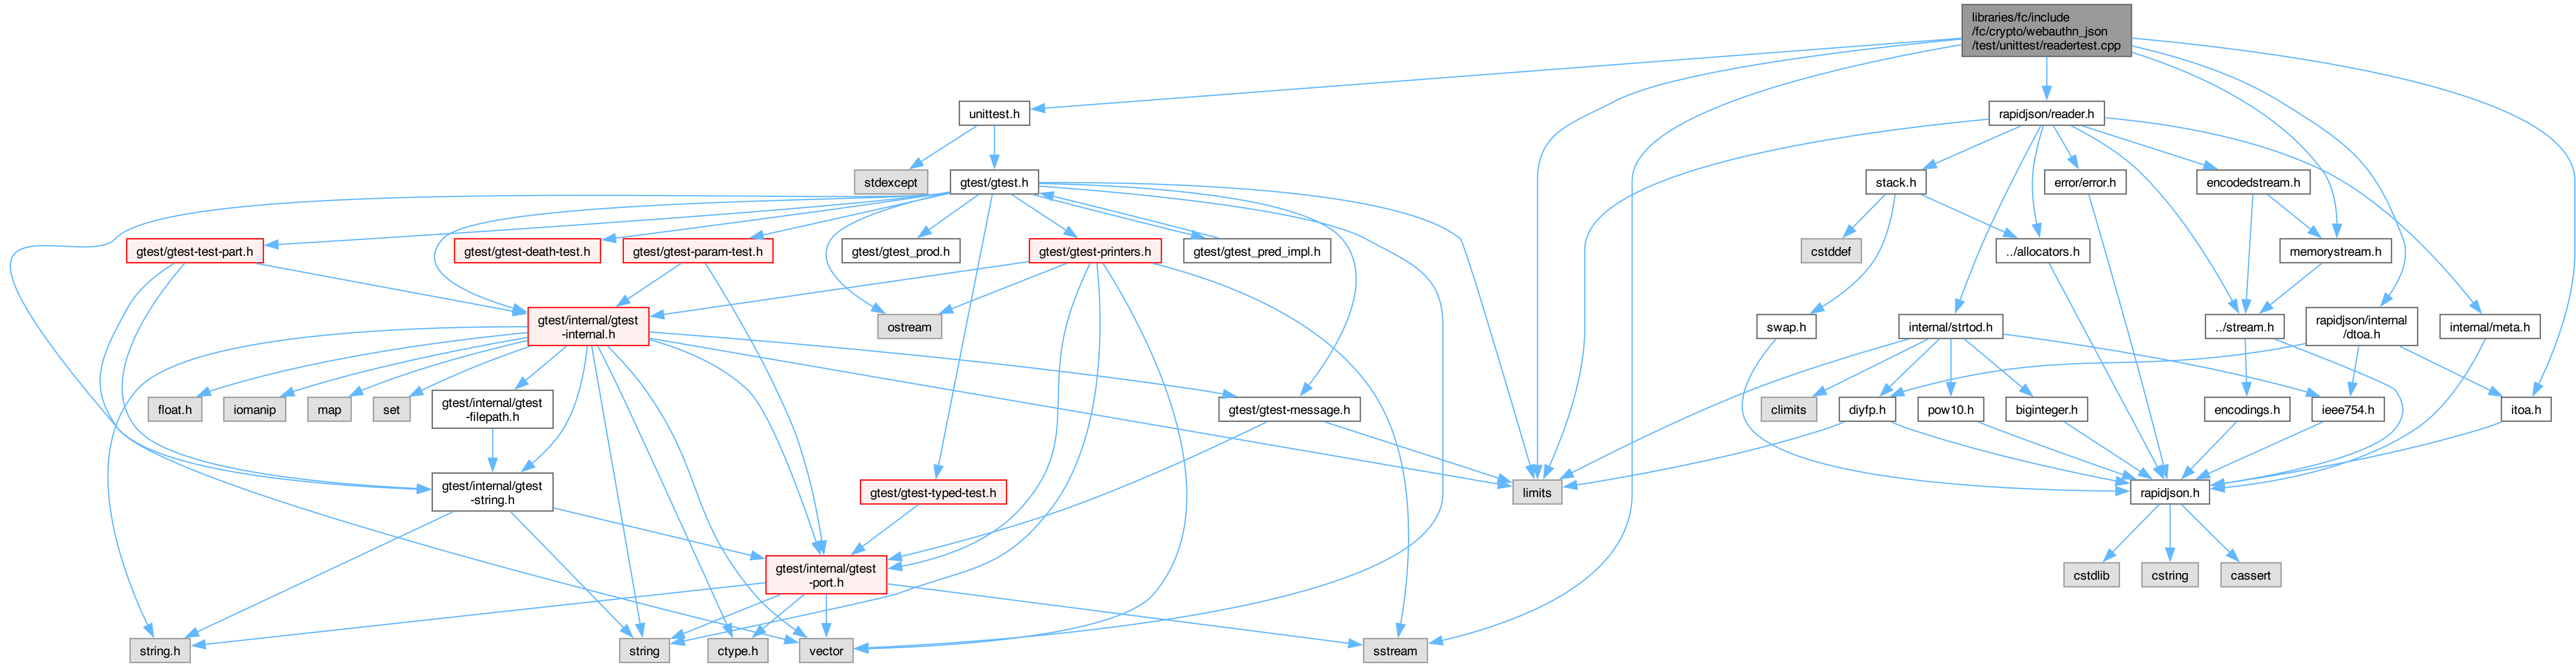 libraries/fc/include
/fc/crypto/webauthn_json
/test/unittest/readertest.cpp
unittest.h
rapidjson/reader.h
stdexcept
gtest/gtest.h
stack.h
error/error.h
encodedstream.h
gtest/gtest-test-part.h
gtest/gtest-death-test.h
gtest/gtest-param-test.h
gtest/gtest_prod.h
gtest/gtest-printers.h
gtest/gtest_pred_impl.h
cstddef
../allocators.h
memorystream.h
gtest/internal/gtest
-internal.h
ostream
swap.h
internal/strtod.h
../stream.h
rapidjson/internal
/dtoa.h
internal/meta.h
float.h
iomanip
map
set
gtest/internal/gtest
-filepath.h
gtest/gtest-message.h
climits
diyfp.h
pow10.h
biginteger.h
encodings.h
ieee754.h
itoa.h
gtest/internal/gtest
-string.h
gtest/gtest-typed-test.h
limits
rapidjson.h
gtest/internal/gtest
-port.h
cstdlib
cstring
cassert
string.h
string
ctype.h
vector
sstream